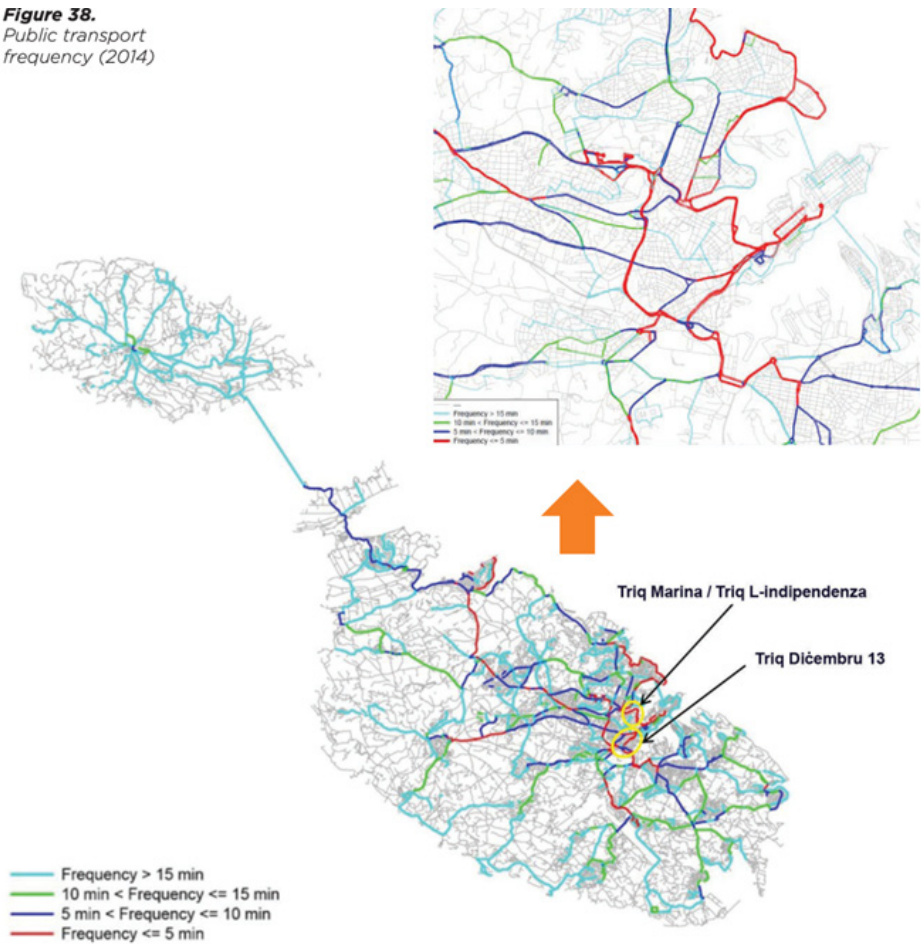 Figure 38.
Public transport
frequency (2014)
Frequency > 15 min
10 min < Frequency <= 15 min
5 min < Frequency <= 10 min
Frequency <= 5 min
Triq Marina / Triq L-indipendenza
Triq Diċembru 13
Frequency > 15 min
10 min < Frequency <= 15 min
5 min < Frequency <= 10 min
Frequency <= 5 min